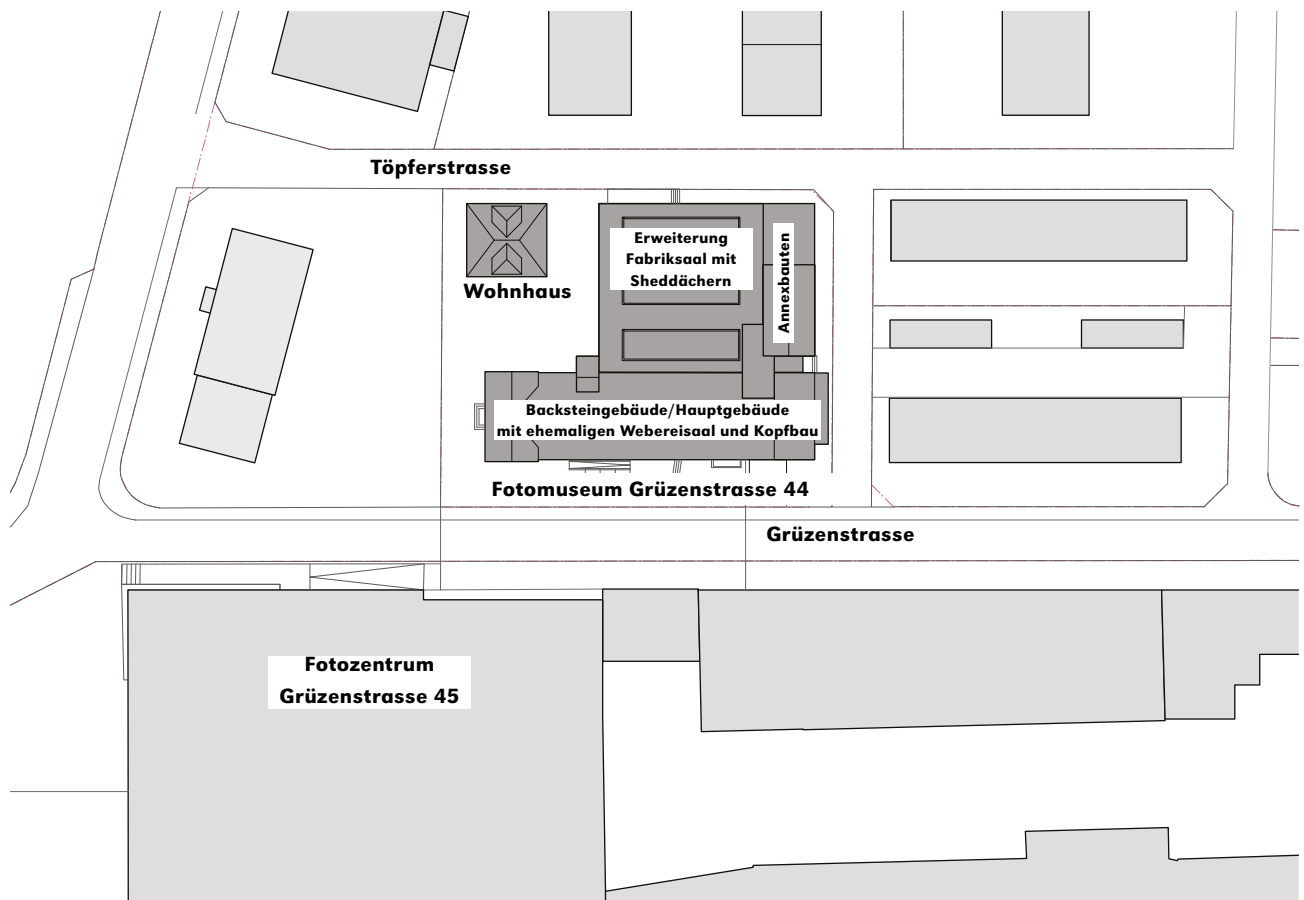 Töpferstrasse
Erweiterung
Fabriksaal mit
Sheddächern
Annexbauten
Wohnhaus
Backsteingebäude/Hauptgebäude
mit ehemaligen Webereisaal und Kopfbau
Fotomuseum Grüzenstrasse 44
Grüzenstrasse
Fotozentrum
Grüzenstrasse 45